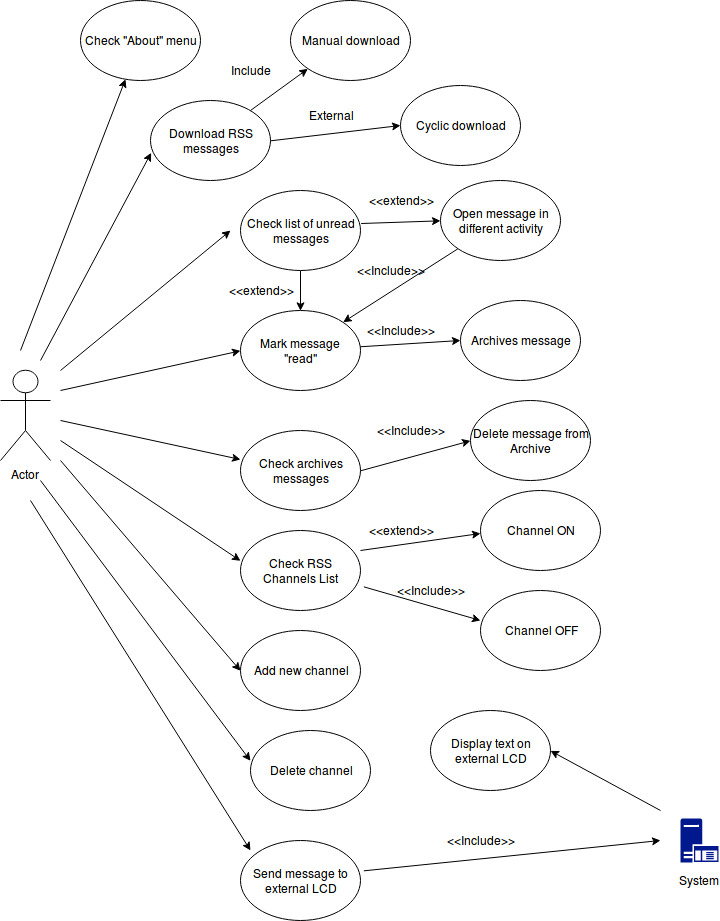 Check "About" menu
Manual download
Include
Download RSS
messages
External
Cyclic download
Check list of unread
messages
<<extend>>
Open message in
different activity
<<extend>>
<<Include>>
Mark message
"read"
<<Include>>
Archives message
Actor
Check archives
messages
<<Include>>
Delete message from
Archive
Check RSS
Channels List
<<extend>>
Channel ON
<<Include>>
Channel OFF
Add new channel
Delete channel
Display text on
external LCD
Send message to
external LCD
<<Include>>
System